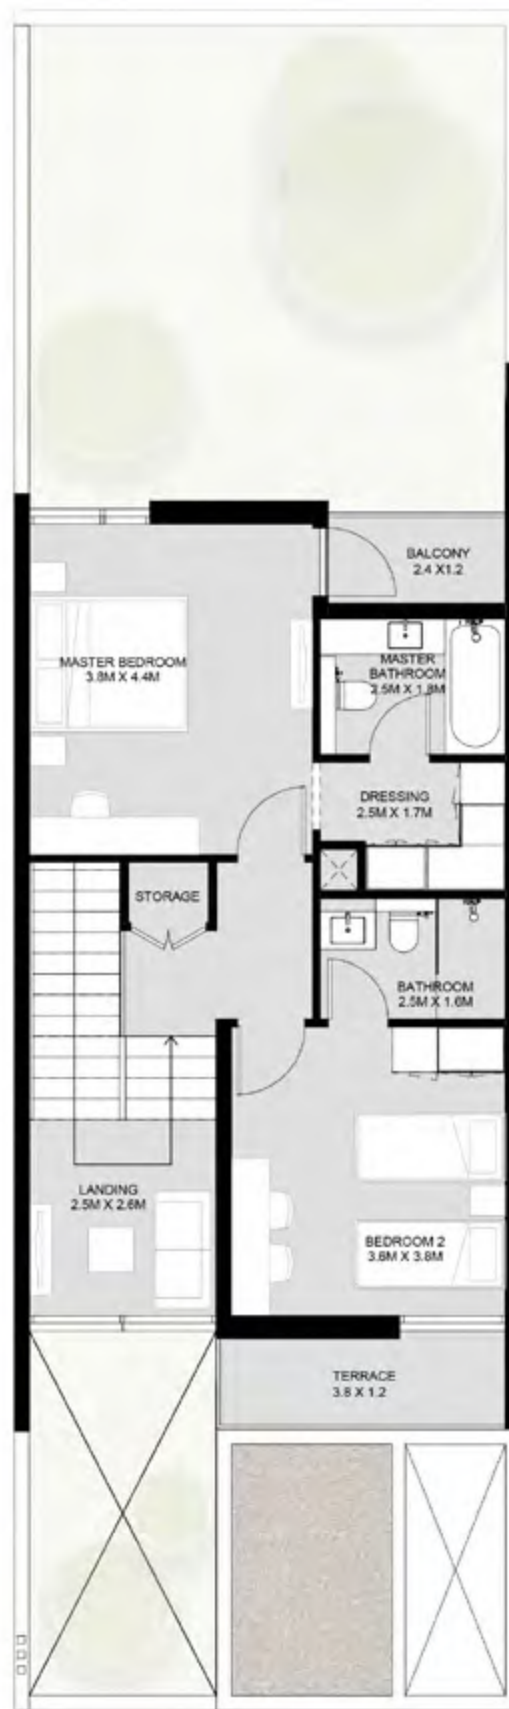 BALCONY
2.4 X1.2
MASTER BEDROOM
3.8M X 4.4M
MASTER
BATHROOM
2.5M X 1.8M
DRESSING
2.5M X 1.7M
STORAGE
BATHROOM
2.5M X 1.6M
LANDING
2.5M X 2.6M
BEDROOM 2
3.6M X 3.8M
TERRACE
3.8 X 1.2